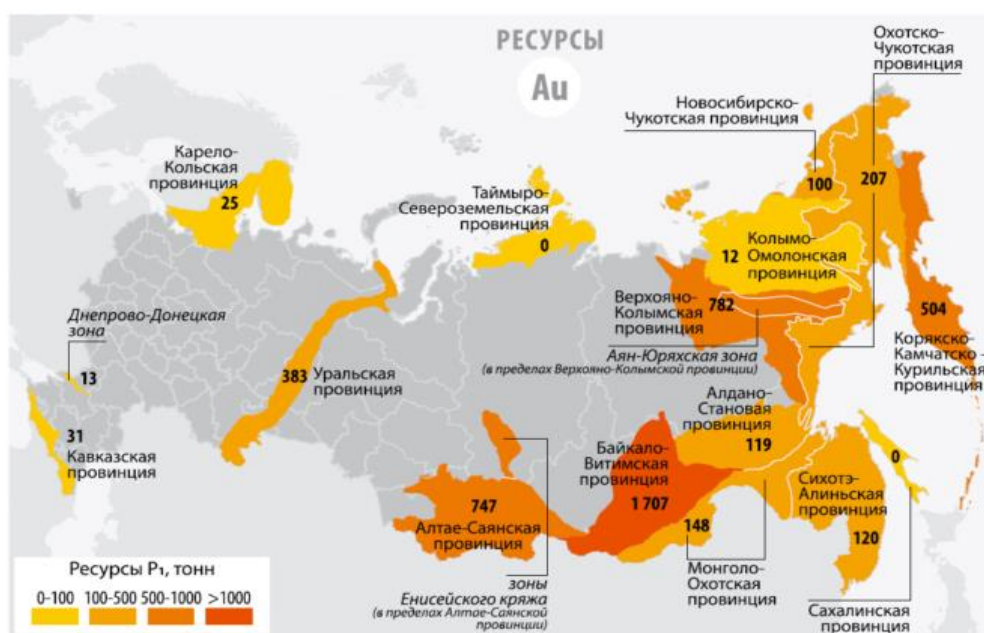 РЕСУРСЫ
Au
Охотско-
Чукотская
провинция
Новосибирско-
Чукотская провинция
100
207
Карело-
Кольская
провинция
25
Таймыро-
Североземельская
провинция
0
Колымо-
Омолонская
провинция
12
Верхояно-
Колымская
провинция
782
Аян-Юряхская зона
(в пределах Верхояно-Колымской провинции)
504
Корякско-
Камчатско-
Курильская
провинция
Днепрово-Донецкая
зона
13
383
Уральская
провинция
31
Кавказская
провинция
Алдано-
Становая
провинция
119
Байкало-
Витимская
провинция
1 707
0
Сихотэ-
Алиньская
провинция
120
747
Алтае-Саянская
провинция
148
Монголо-
Охотская
провинция
зоны
Енисейского кряжа
(в пределах Алтае-Саянской
провинции)
Сахалинская
провинция
Ресурсы P₁, тонн
0-100 100-500 500-1000 >1000